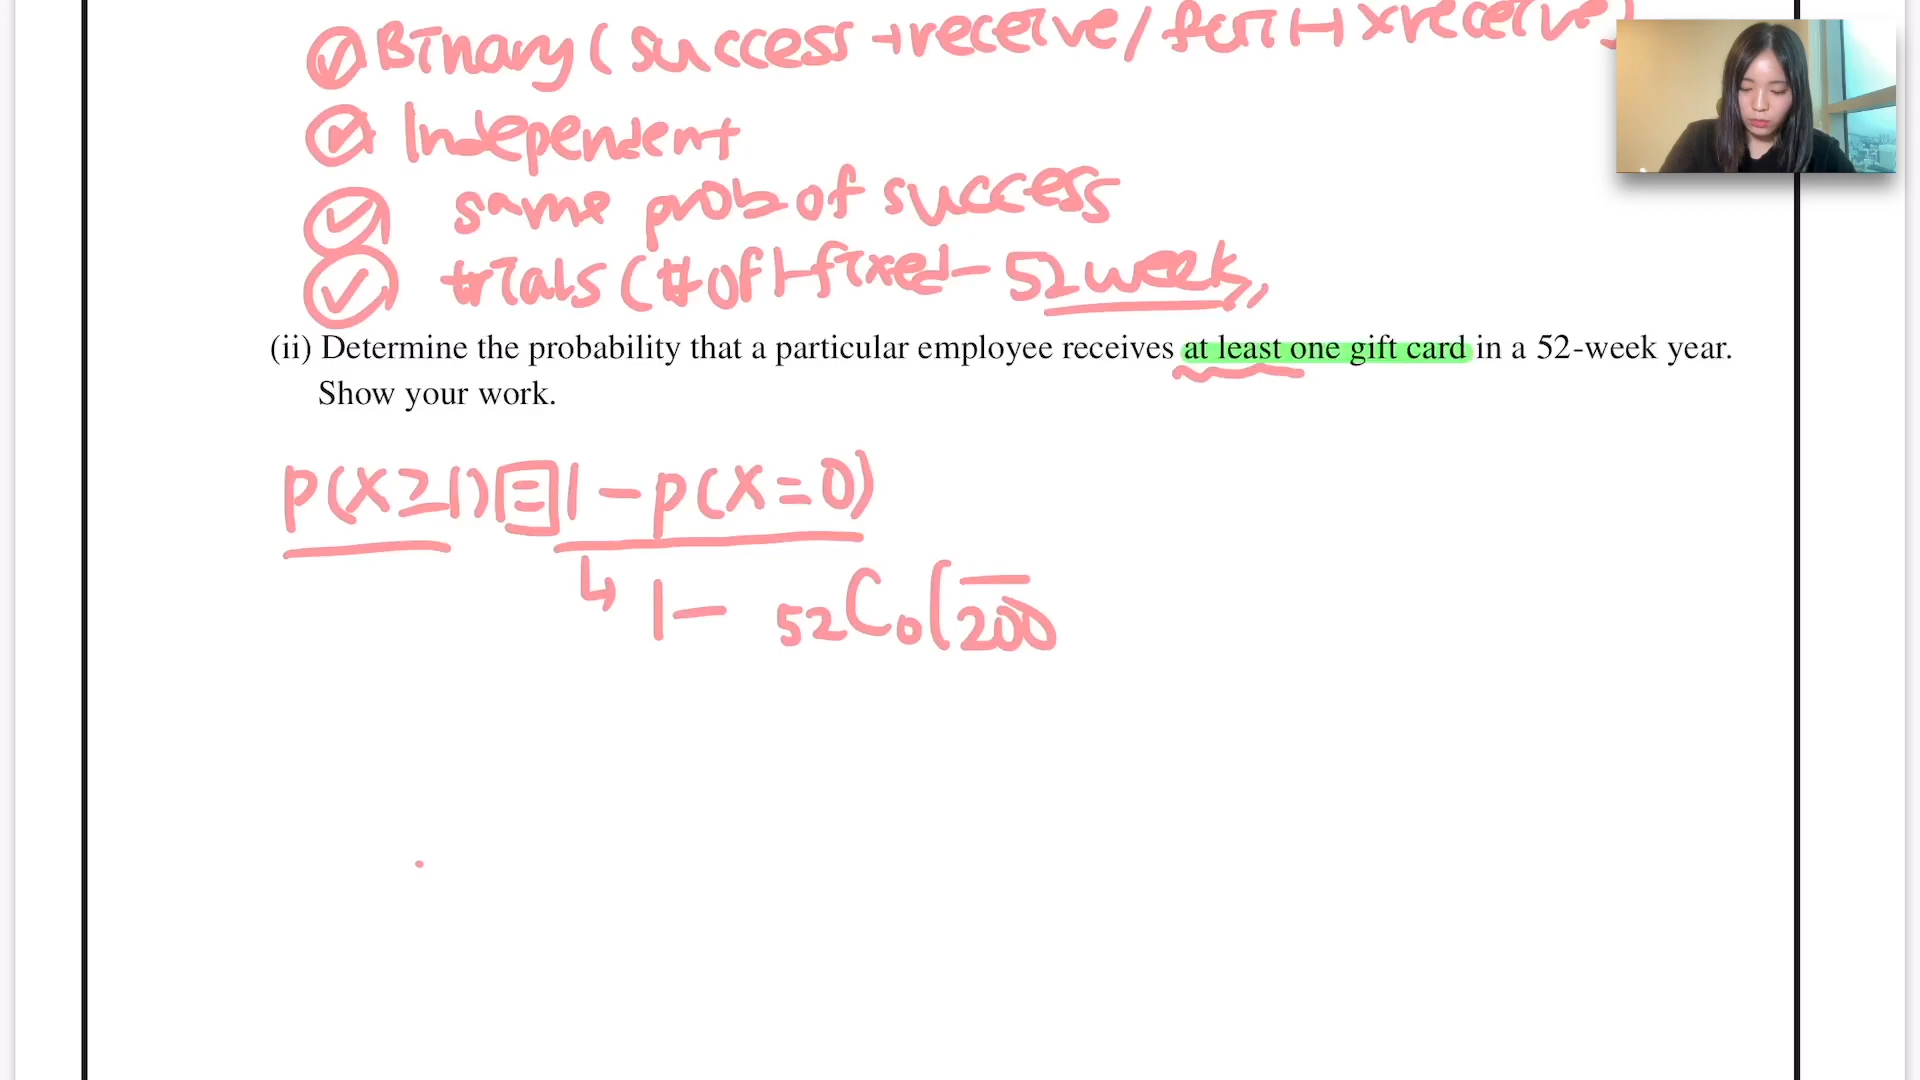 Binary (success → receive / fail → x receive)
Independent
same prob of success
trials (# of) → fixed - 52 weeks,
(ii) Determine the probability that a particular employee receives at least one gift card in a 52-week year.
Show your work.
P(X≥1) = 1 - P(X=0)
↳ 1 - 52C0(‾200